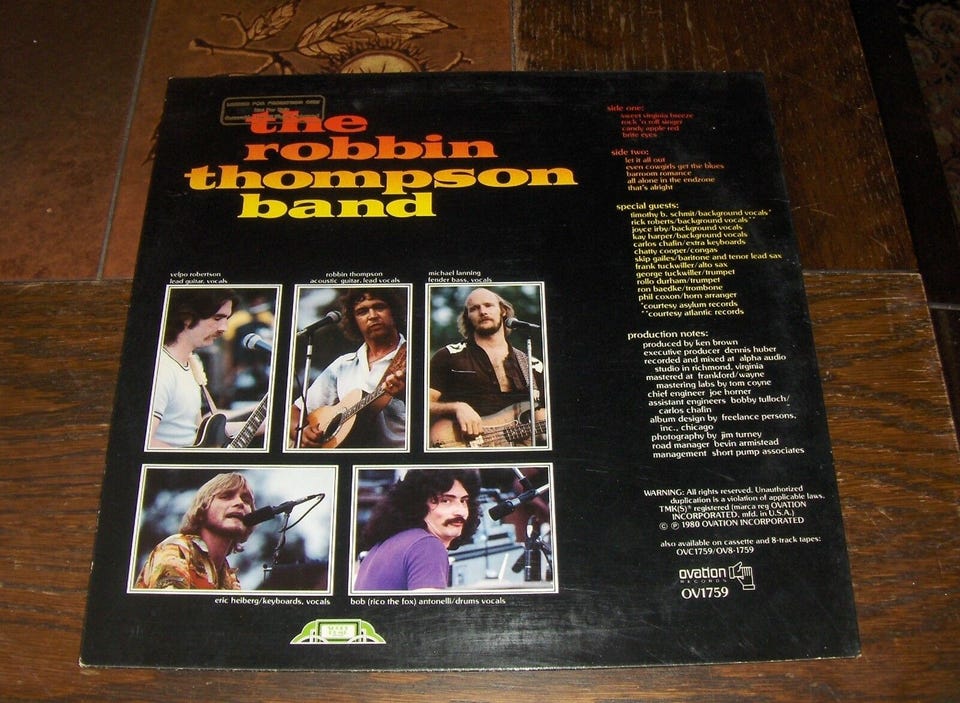 the
robbin
thompson
band
side one:
sweet virginia breeze
rock 'n roll singer
candy apple red
brite eyes
side two:
let it all out
even cowgirls get the blues
barroom romance
all alone in the endzone
that's alright
special guests:
timothy b. schmit/background vocals*
rick roberts/background vocals**
joyce irby/background vocals
kay harper/background vocals
carlos chafin/extra keyboards
chatty cooper/congas
skip gailes/baritone and tenor lead sax
frank tuckwiller/alto sax
george tuckwiller/trumpet
rollo durham/trumpet
ron baedke/trombone
phil coxon/horn arranger
*courtesy asylum records
**courtesy atlantic records
production notes:
produced by ken brown
executive producer dennis huber
recorded and mixed at alpha audio
studio in richmond, virginia
mastered at frankford/wayne
mastering labs by tom coyne
chief engineer joe horner
assistant engineers bobby tulloch/
carlos chafin
album design by freelance persons,
inc., chicago
photography by jim turney
road manager bevin armistead
management short pump associates
velpo robertson
lead guitar, vocals
robbin thompson
acoustic guitar, lead vocals
michael lanning
fender bass, vocals
eric heiberg/keyboards, vocals
bob (rico the fox) antonelli/drums vocals
WARNING: All rights reserved. Unauthorized
duplication is a violation of applicable laws.
TMK(S)® registered (marca reg OVATION
INCORPORATED, mfd. in U.S.A.)
© ℗ 1980 OVATION INCORPORATED
also available on cassette and 8-track tapes:
OVC1759/OV8-1759
ovation
RECORDS
OV1759